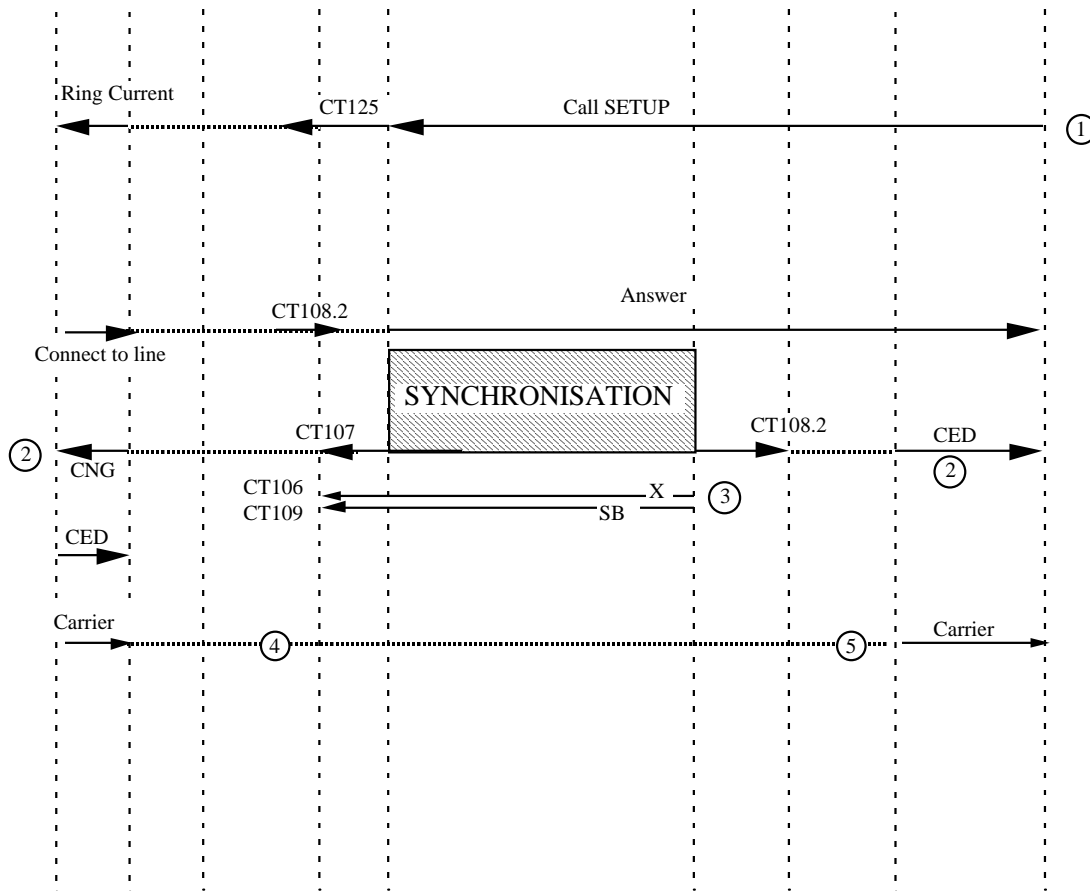 Ring Current
CT125
Call SETUP
1
CT108.2
Answer
Connect to line
SYNCHRONISATION
CT107
CT108.2
CED
2
CNG
2
CT106
X
3
CT109
SB
CED
Carrier
4
5
Carrier